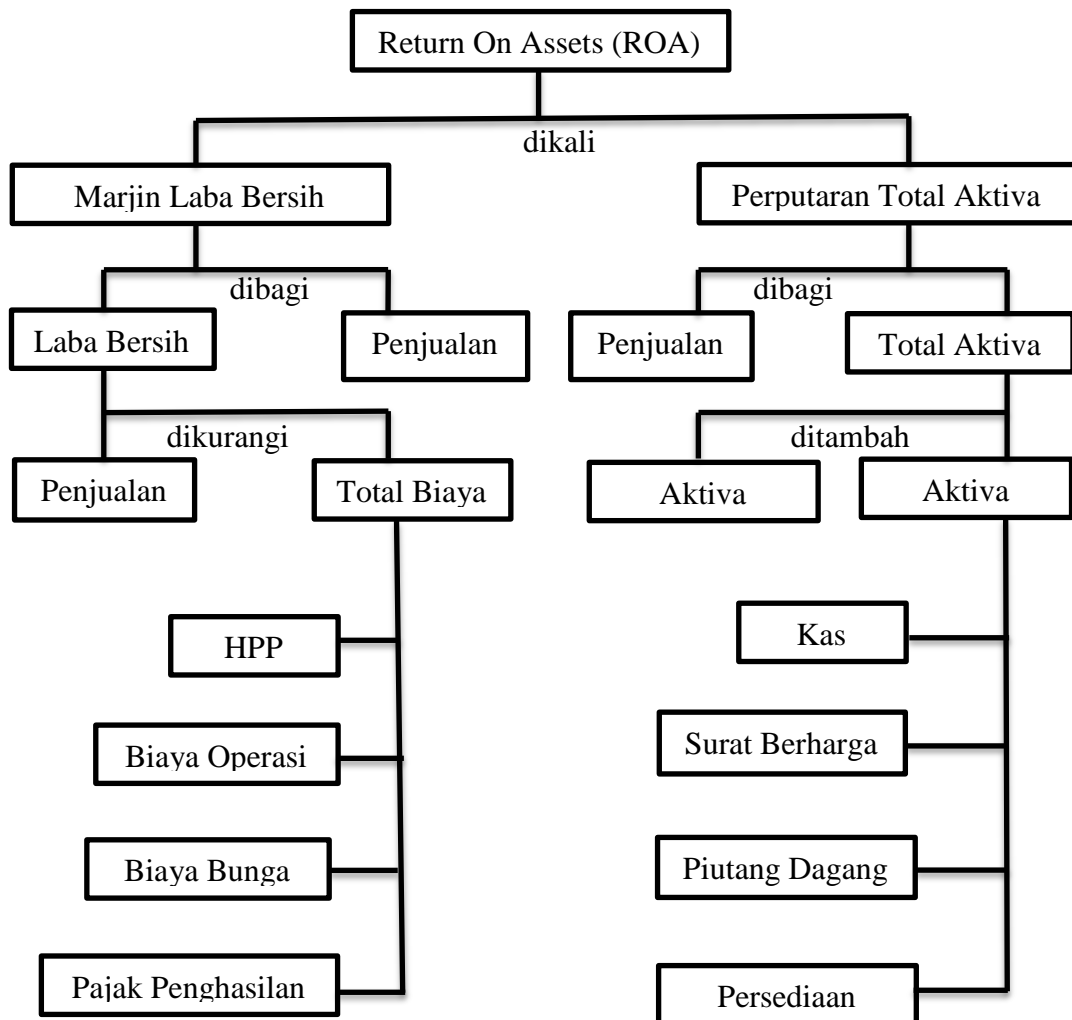 Return On Assets (ROA)
dikali
Marjin Laba Bersih
Perputaran Total Aktiva
dibagi
dibagi
Laba Bersih
Penjualan
Penjualan
Total Aktiva
dikurangi
ditambah
Penjualan
Total Biaya
Aktiva
Aktiva
HPP
Kas
Biaya Operasi
Surat Berharga
Biaya Bunga
Piutang Dagang
Pajak Penghasilan
Persediaan